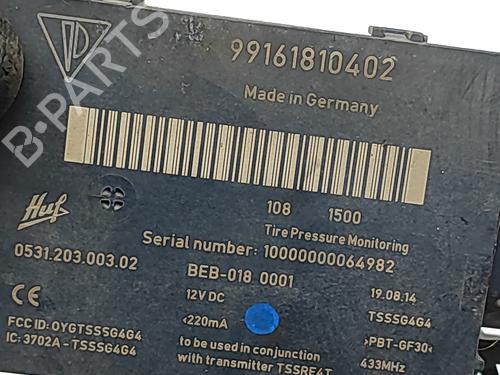 99161810402
Made in Germany
B-PARTS
108 1500
Tire Pressure Monitoring
Huf
Serial number: 10000000064982
0531.203.003.02
BEB-018 0001
12V DC 19.08.14
<220mA TSSSG4G4
FCC ID: OYGTSSSG4G4
IC: 3702A - TSSSG4G4
to be used in conjunction >PBT-GF30<
with transmitter TSSRE4T 433MHz